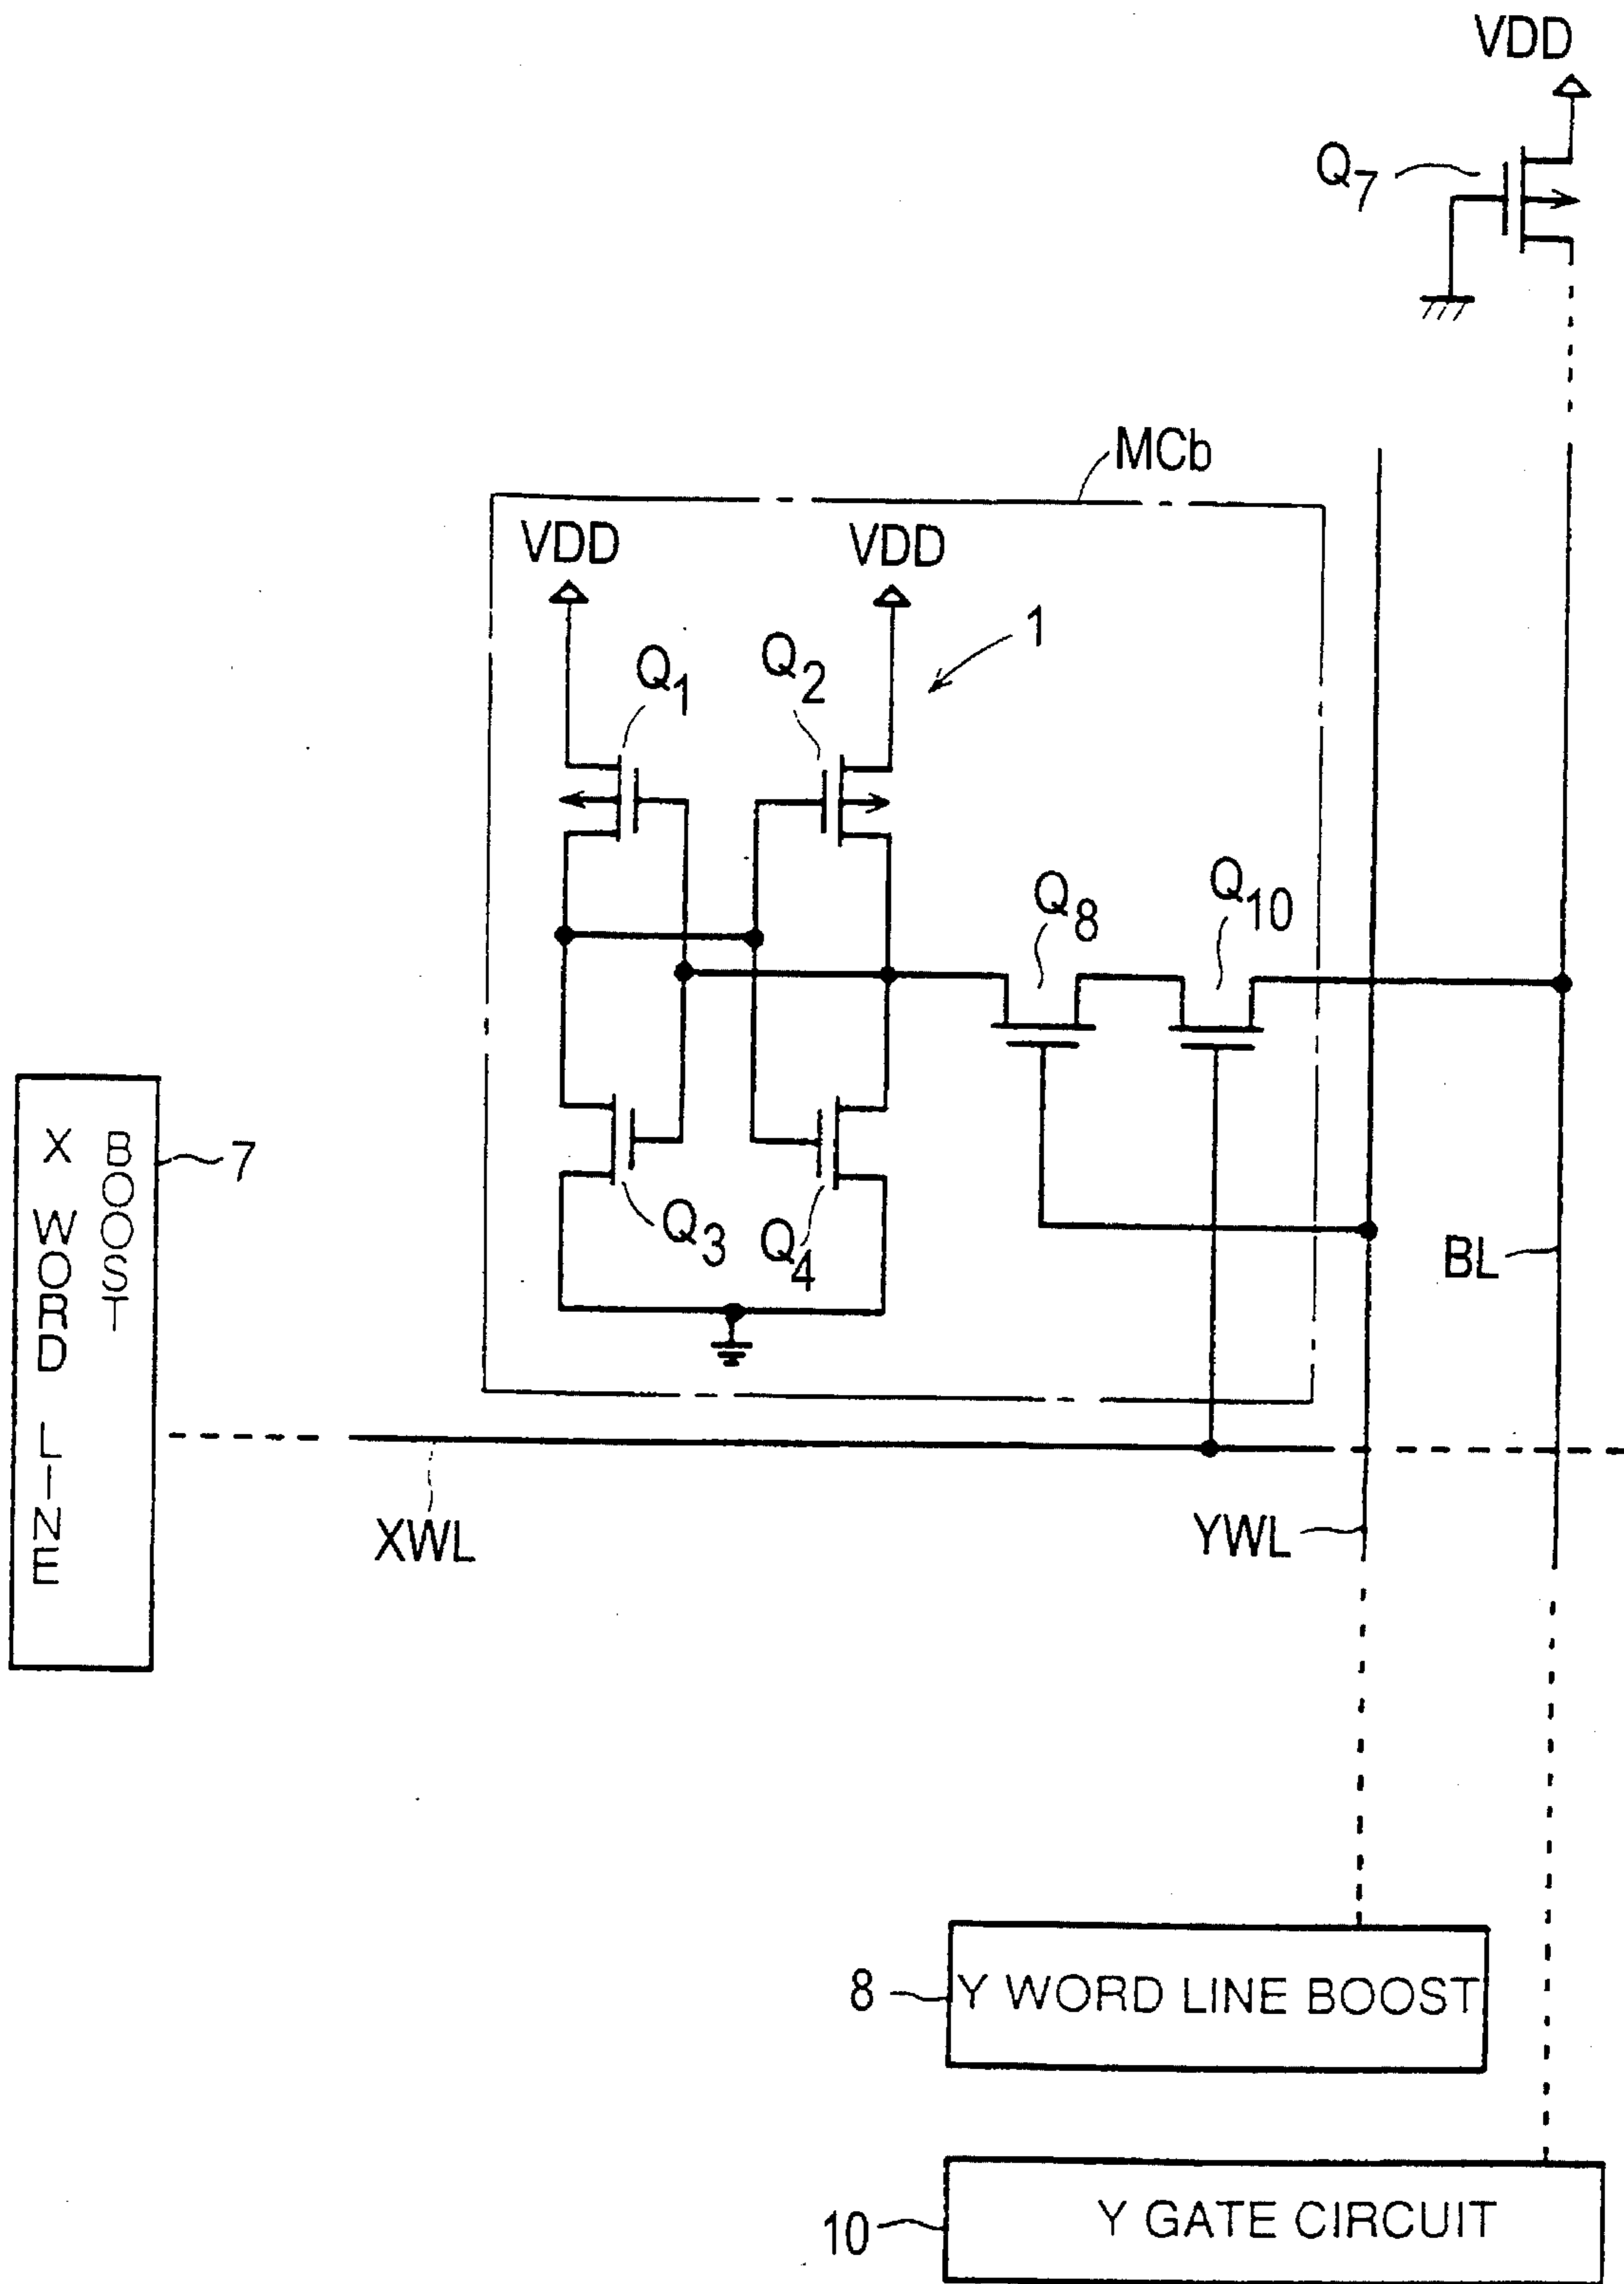 VDD
Q7
MCb
VDD
VDD
1
Q1
Q2
Q8
Q10
X WORD LINE
BOOST
7
Q3
Q4
BL
XWL
YWL
8
Y WORD LINE BOOST
10
Y GATE CIRCUIT